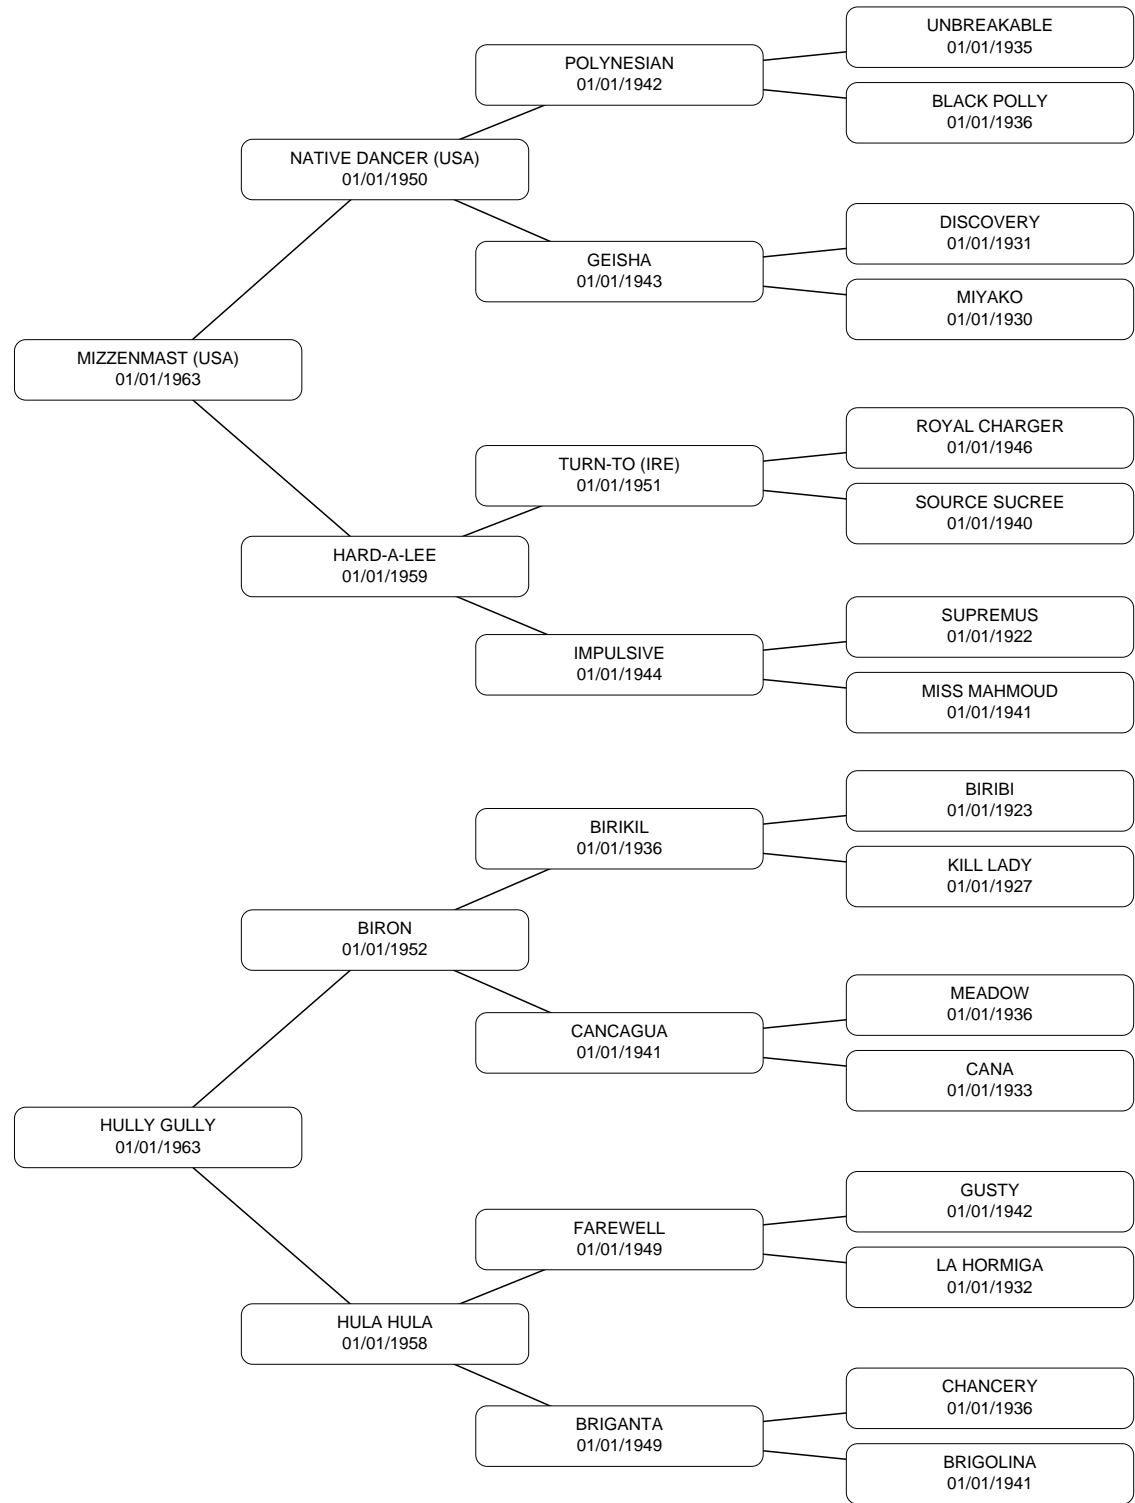 UNBREAKABLE
01/01/1935
POLYNESIAN
01/01/1942
BLACK POLLY
01/01/1936
NATIVE DANCER (USA)
01/01/1950
DISCOVERY
01/01/1931
GEISHA
01/01/1943
MIYAKO
01/01/1930
MIZZENMAST (USA)
01/01/1963
ROYAL CHARGER
01/01/1946
TURN-TO (IRE)
01/01/1951
SOURCE SUCREE
01/01/1940
HARD-A-LEE
01/01/1959
SUPREMUS
01/01/1922
IMPULSIVE
01/01/1944
MISS MAHMOUD
01/01/1941
BIRIBI
01/01/1923
BIRIKIL
01/01/1936
KILL LADY
01/01/1927
BIRON
01/01/1952
MEADOW
01/01/1936
CANCAGUA
01/01/1941
CANA
01/01/1933
HULLY GULLY
01/01/1963
GUSTY
01/01/1942
FAREWELL
01/01/1949
LA HORMIGA
01/01/1932
HULA HULA
01/01/1958
CHANCERY
01/01/1936
BRIGANTA
01/01/1949
BRIGOLINA
01/01/1941